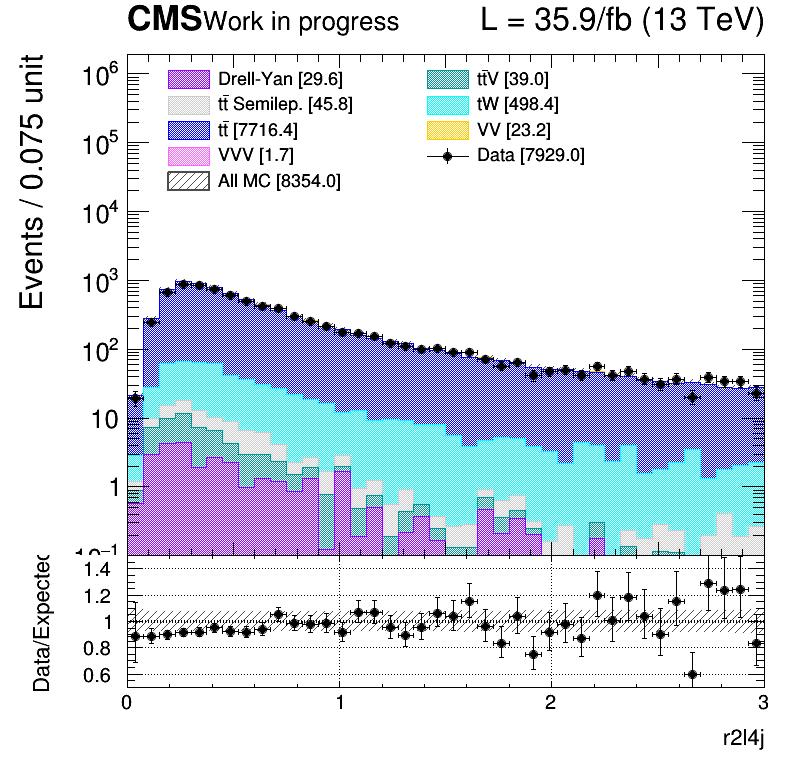 CMS Work in progress L = 35.9/fb (13 TeV)
Events / 0.075 unit
10⁶
10⁵
10⁴
10³
10²
10
1
10⁻¹
Drell-Yan [29.6]
tt̄ Semilep. [45.8]
tt̄ [7716.4]
VVV [1.7]
All MC [8354.0]
tt̄V [39.0]
tW [498.4]
VV [23.2]
Data [7929.0]
Data/Expected
1.4
1.2
1
0.8
0.6
0 1 2 3
r2l4j